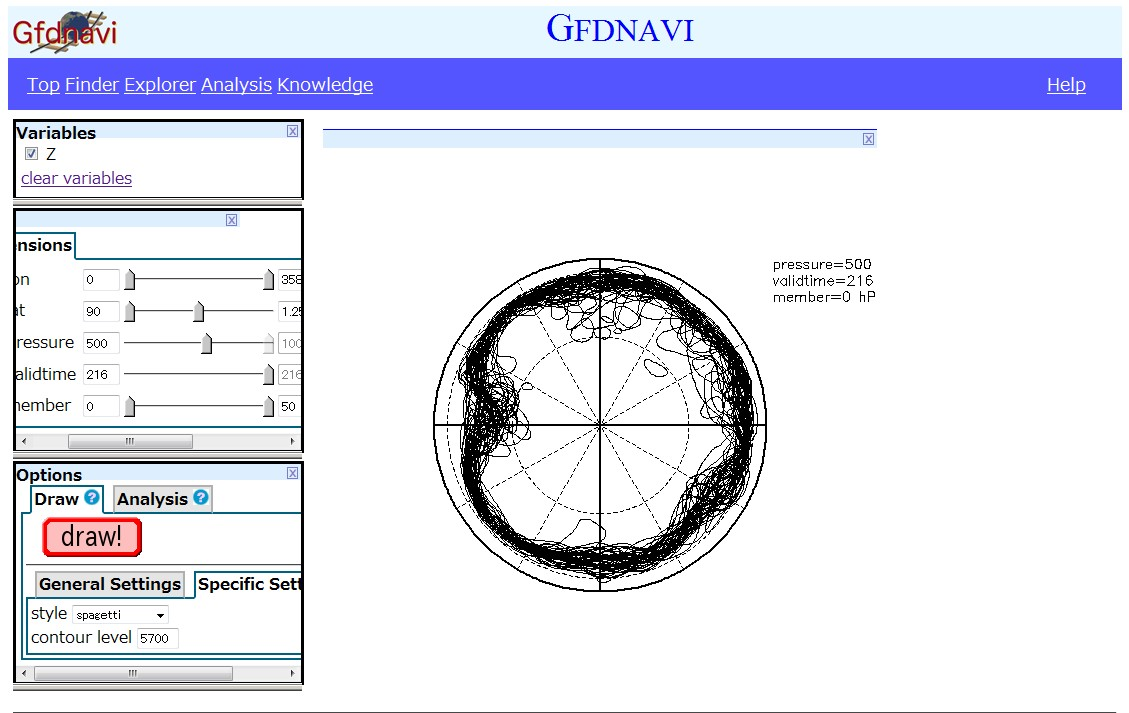 Gfdnavi
GFDNAVI
Top Finder Explorer Analysis Knowledge
Help
Variables
Z
clear variables
nsions
on
0
358
at
90
1.25
ressure
500
100
alidtime
216
216
member
0
50
Options
Draw ?
Analysis ?
draw!
General Settings
Specific Sett
style
spagetti
contour level
5700
pressure=500
validtime=216
member=0 hP